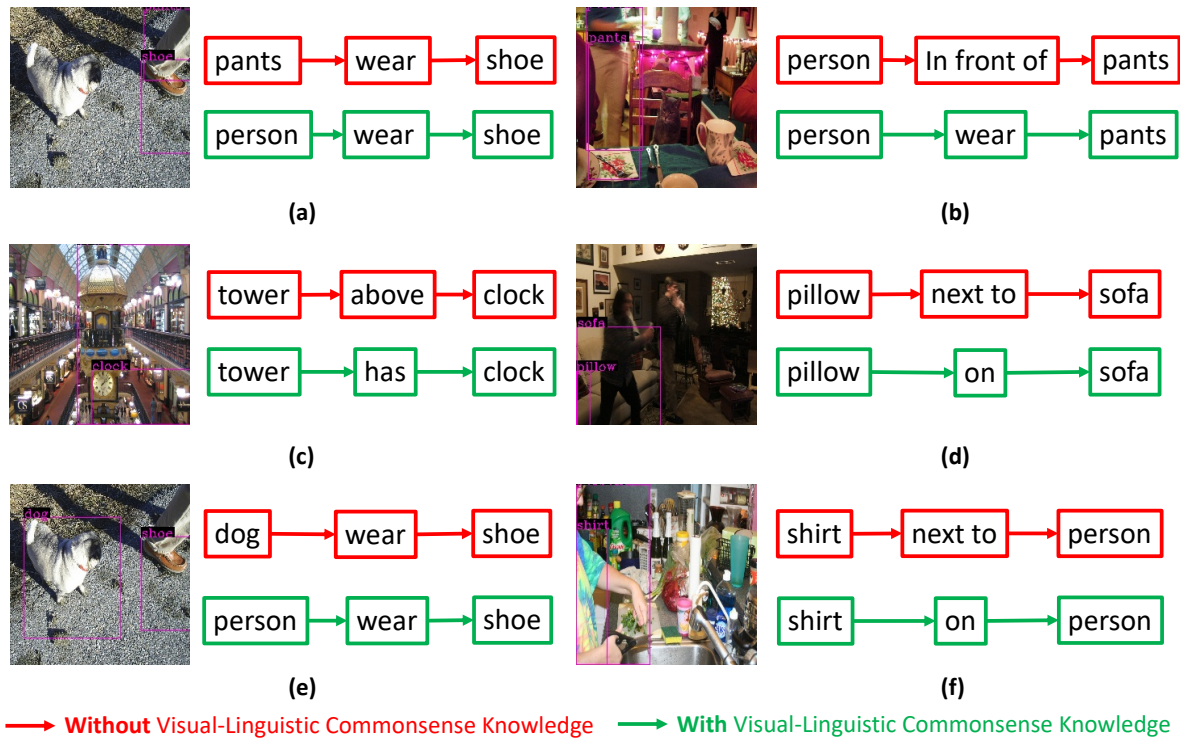 shoe
pants wear shoe
person wear shoe
(a)
pants
person In front of pants
person wear pants
(b)
clock
tower above clock
tower has clock
(c)
sofa
pillow
pillow next to sofa
pillow on sofa
(d)
dog
shoe
dog wear shoe
person wear shoe
(e)
shirt
shirt next to person
shirt on person
(f)
Without Visual-Linguistic Commonsense Knowledge
With Visual-Linguistic Commonsense Knowledge